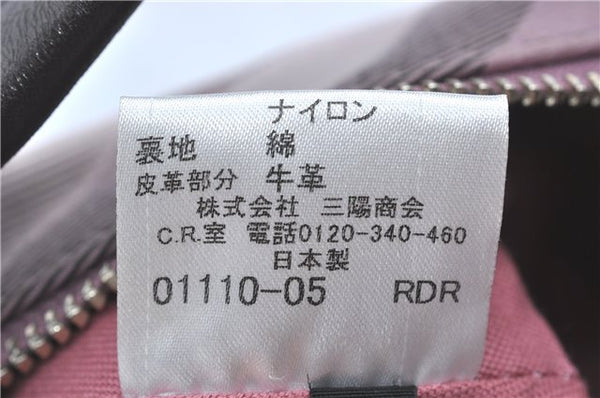 ナイロン
裏地 綿
皮革部分 牛革
株式会社 三陽商会
C.R.室 電話0120-340-460
日本製
01110-05 RDR